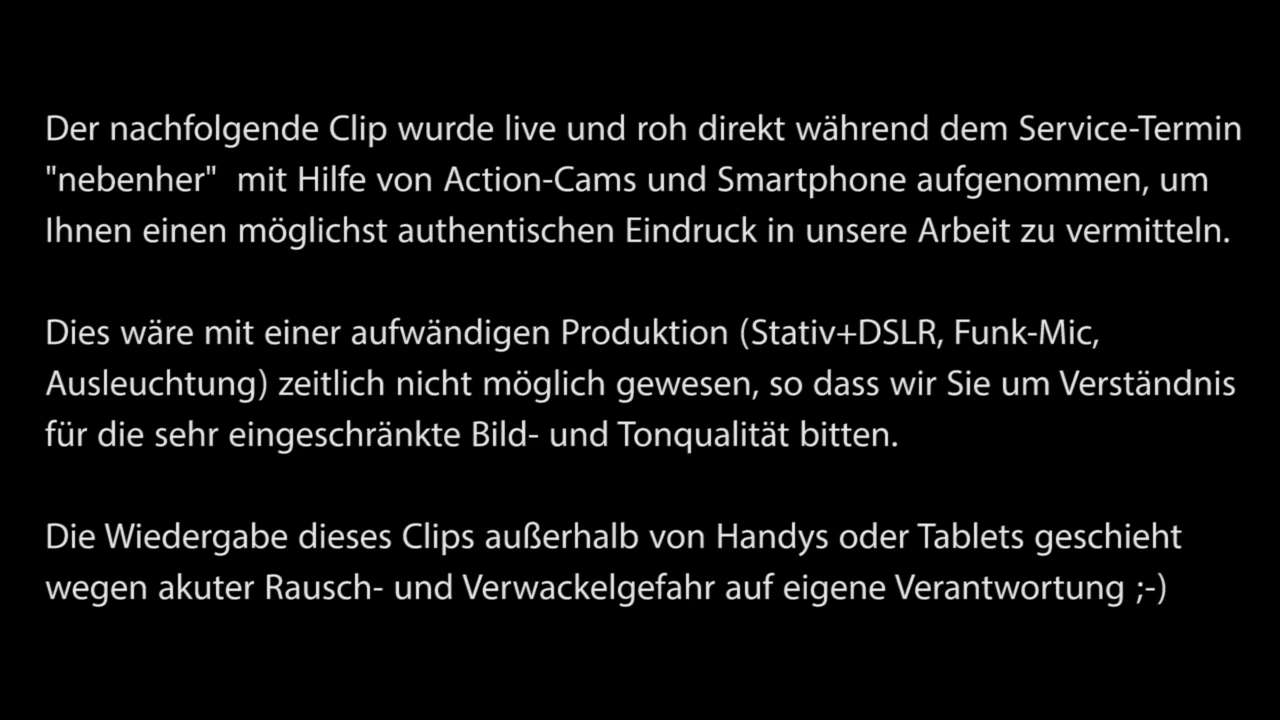 Der nachfolgende Clip wurde live und roh direkt während dem Service-Termin
"nebenher"  mit Hilfe von Action-Cams und Smartphone aufgenommen, um
Ihnen einen möglichst authentischen Eindruck in unsere Arbeit zu vermitteln.
Dies wäre mit einer aufwändigen Produktion (Stativ+DSLR, Funk-Mic,
Ausleuchtung) zeitlich nicht möglich gewesen, so dass wir Sie um Verständnis
für die sehr eingeschränkte Bild- und Tonqualität bitten.
Die Wiedergabe dieses Clips außerhalb von Handys oder Tablets geschieht
wegen akuter Rausch- und Verwackelgefahr auf eigene Verantwortung ;-)